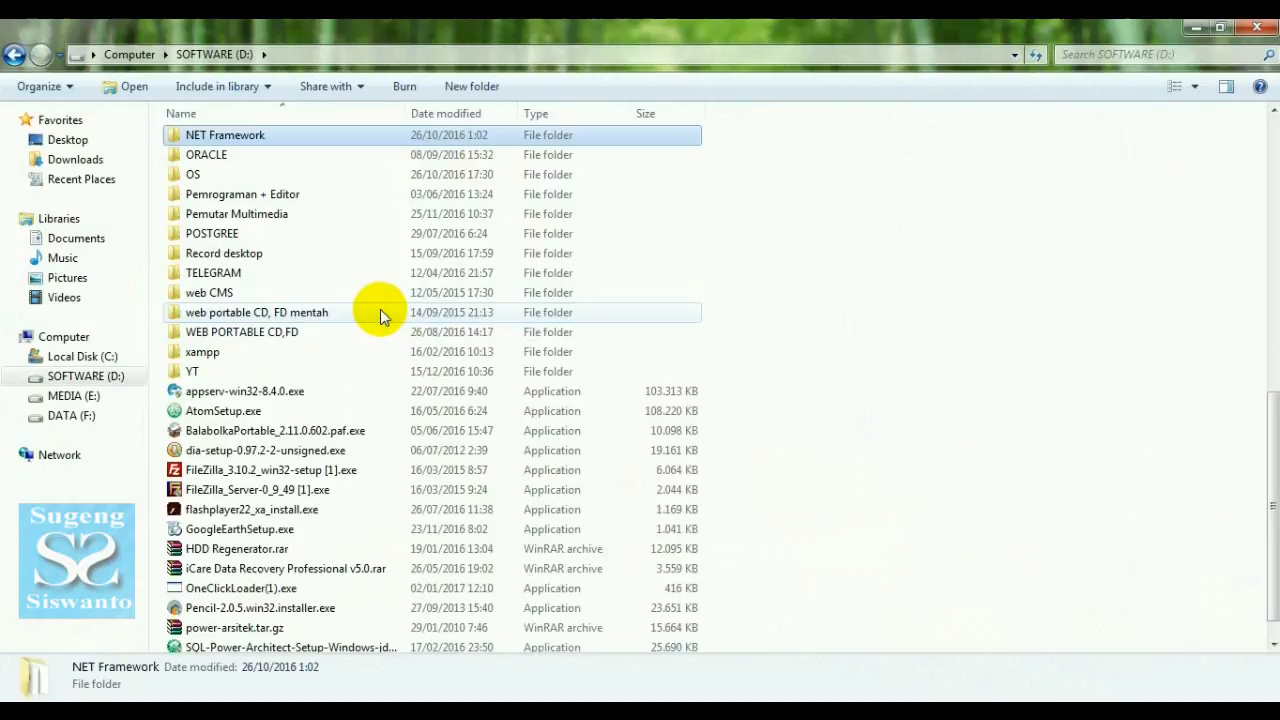 Computer SOFTWARE (D:) Search SOFTWARE (D:)
Organize Open Include in library Share with Burn New folder
Favorites
Desktop
Downloads
Recent Places
Libraries
Documents
Music
Pictures
Videos
Computer
Local Disk (C:)
SOFTWARE (D:)
MEDIA (E:)
DATA (F:)
Network
Sugeng
SS
Siswanto
Name Date modified Type Size
NET Framework 26/10/2016 1:02 File folder
ORACLE 08/09/2016 15:32 File folder
OS 26/10/2016 17:30 File folder
Pemrograman + Editor 03/06/2016 13:24 File folder
Pemutar Multimedia 25/11/2016 10:37 File folder
POSTGREE 29/07/2016 6:24 File folder
Record desktop 15/09/2016 17:59 File folder
TELEGRAM 12/04/2016 21:57 File folder
web CMS 12/05/2015 17:30 File folder
web portable CD, FD mentah 14/09/2015 21:13 File folder
WEB PORTABLE CD,FD 26/08/2016 14:17 File folder
xampp 16/02/2016 10:13 File folder
YT 15/12/2016 10:36 File folder
appserv-win32-8.4.0.exe 22/07/2016 9:40 Application 103.313 KB
AtomSetup.exe 16/05/2016 6:24 Application 108.220 KB
BalabolkaPortable_2.11.0.602.paf.exe 05/06/2016 15:47 Application 10.098 KB
dia-setup-0.97.2-2-unsigned.exe 06/07/2012 2:39 Application 19.161 KB
FileZilla_3.10.2_win32-setup [1].exe 16/03/2015 8:57 Application 6.064 KB
FileZilla_Server-0_9_49 [1].exe 16/03/2015 9:24 Application 2.044 KB
flashplayer22_xa_install.exe 26/07/2016 11:38 Application 1.169 KB
GoogleEarthSetup.exe 23/11/2016 8:02 Application 1.041 KB
HDD Regenerator.rar 19/01/2016 13:04 WinRAR archive 12.095 KB
iCare Data Recovery Professional v5.0.rar 26/05/2016 19:02 WinRAR archive 3.559 KB
OneClickLoader(1).exe 02/01/2017 12:10 Application 416 KB
Pencil-2.0.5.win32.installer.exe 27/09/2013 15:40 Application 23.651 KB
power-arsitek.tar.gz 29/01/2010 7:46 WinRAR archive 15.664 KB
SQL-Power-Architect-Setup-Windows-jd... 17/02/2016 23:50 Application 25.690 KB
NET Framework Date modified: 26/10/2016 1:02
File folder